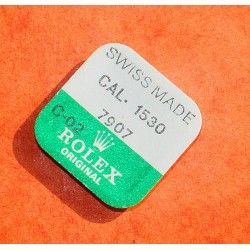 SWISS MADE
CAL. 1530
7907
C-02
ROLEX
ORIGINAL